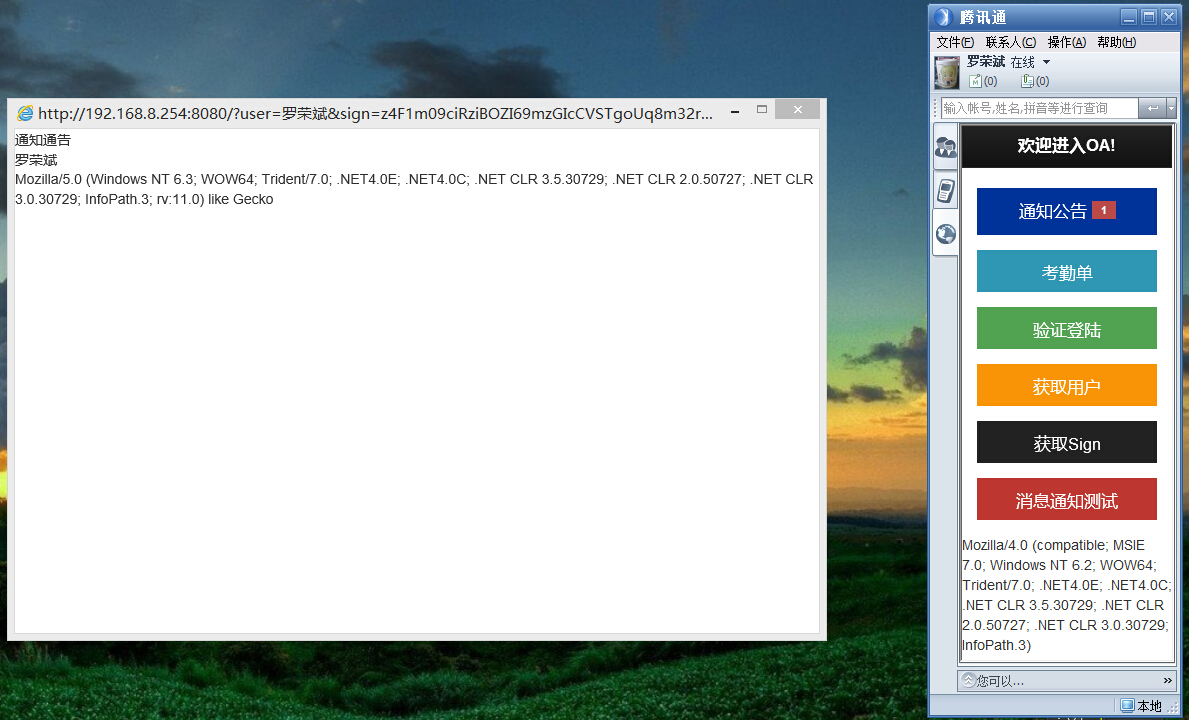 http://192.168.8.254:8080/?user=罗荣斌&sign=z4F1m09ciRziBOZI69mzGIcCVSTgoUq8m32r...
通知通告
罗荣斌
Mozilla/5.0 (Windows NT 6.3; WOW64; Trident/7.0; .NET4.0E; .NET4.0C; .NET CLR 3.5.30729; .NET CLR 2.0.50727; .NET CLR
3.0.30729; InfoPath.3; rv:11.0) like Gecko
腾讯通
文件(F) 联系人(C) 操作(A) 帮助(H)
罗荣斌 在线
(0) (0)
输入帐号,姓名,拼音等进行查询
欢迎进入OA!
通知公告 1
考勤单
验证登陆
获取用户
获取Sign
消息通知测试
Mozilla/4.0 (compatible; MSIE
7.0; Windows NT 6.2; WOW64;
Trident/7.0; .NET4.0E; .NET4.0C;
.NET CLR 3.5.30729; .NET CLR
2.0.50727; .NET CLR 3.0.30729;
InfoPath.3)
您可以... »
本地